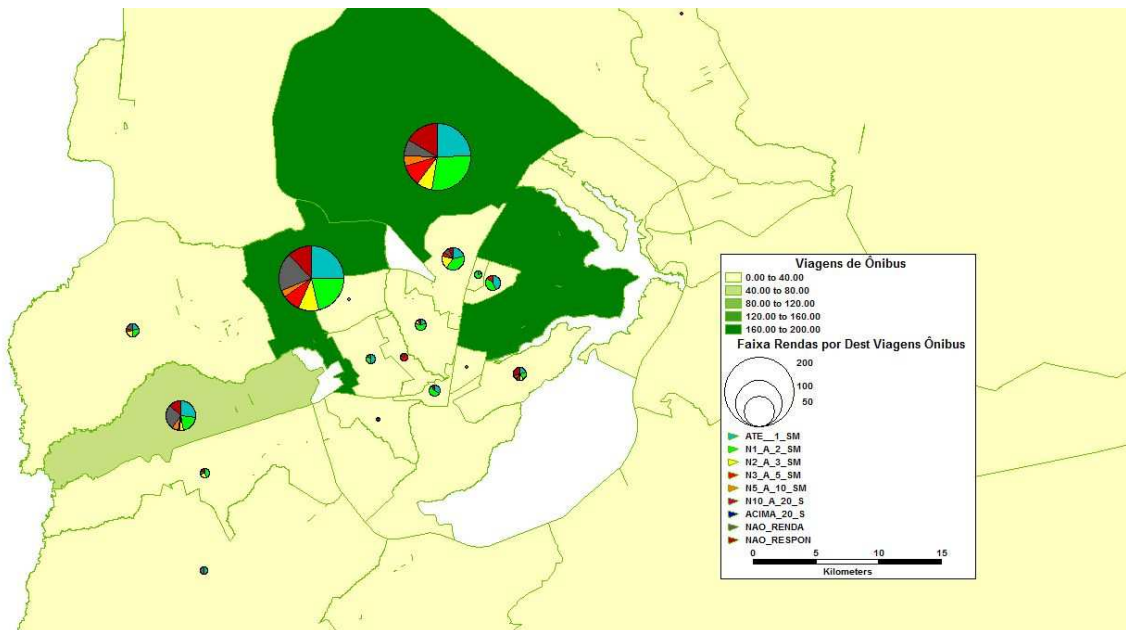 Viagens de Ônibus
0.00 to 40.00
40.00 to 80.00
80.00 to 120.00
120.00 to 160.00
160.00 to 200.00
Faixa Rendas por Dest Viagens Ônibus
200
100
50
ATE__1_SM
N1_A_2_SM
N2_A_3_SM
N3_A_5_SM
N5_A_10_SM
N10_A_20_S
ACIMA_20_S
NAO_RENDA
NAO_RESPON
0 5 10 15
Kilometers